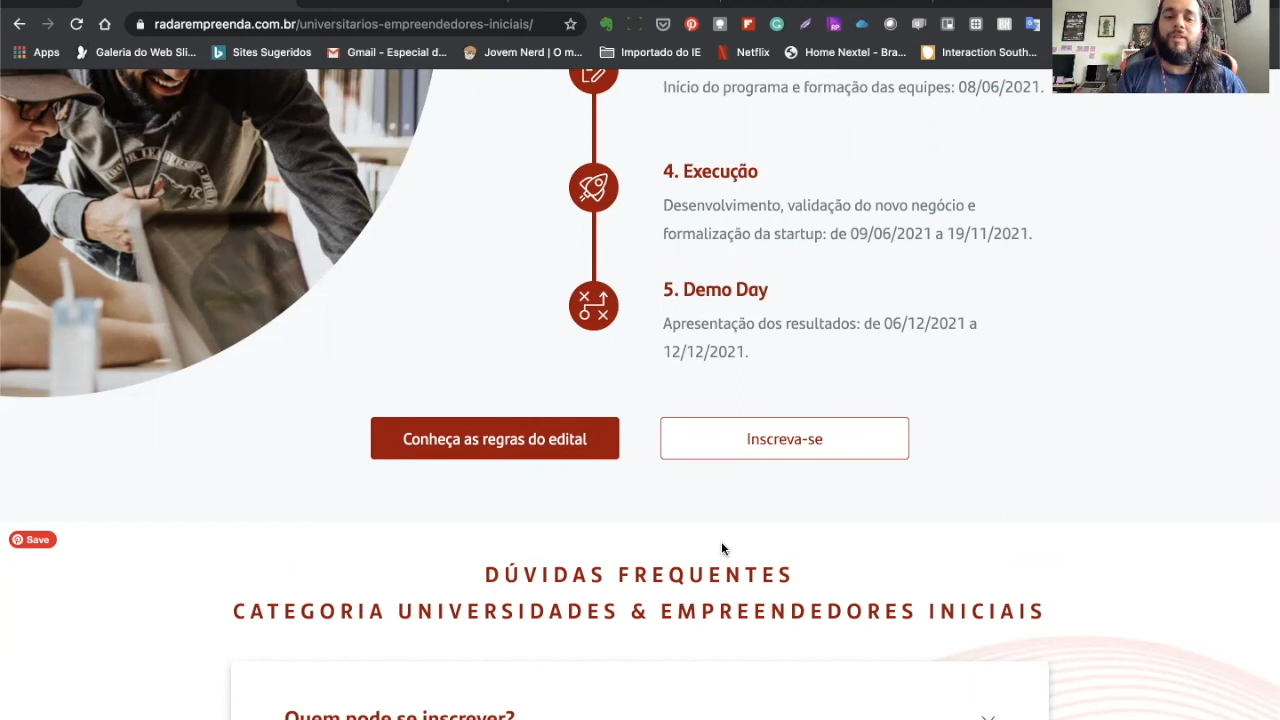 radarempreenda.com.br/universitarios-empreendedores-iniciais/
Apps
Galeria do Web Sli...
Sites Sugeridos
Gmail - Especial d...
Jovem Nerd | O m...
Importado do IE
Netflix
Home Nextel - Bra...
Interaction South...
Início do programa e formação das equipes: 08/06/2021.
4. Execução
Desenvolvimento, validação do novo negócio e
formalização da startup: de 09/06/2021 a 19/11/2021.
5. Demo Day
Apresentação dos resultados: de 06/12/2021 a
12/12/2021.
Conheça as regras do edital
Inscreva-se
Save
DÚVIDAS FREQUENTES
CATEGORIA UNIVERSIDADES & EMPREENDEDORES INICIAIS
Quem pode se inscrever?